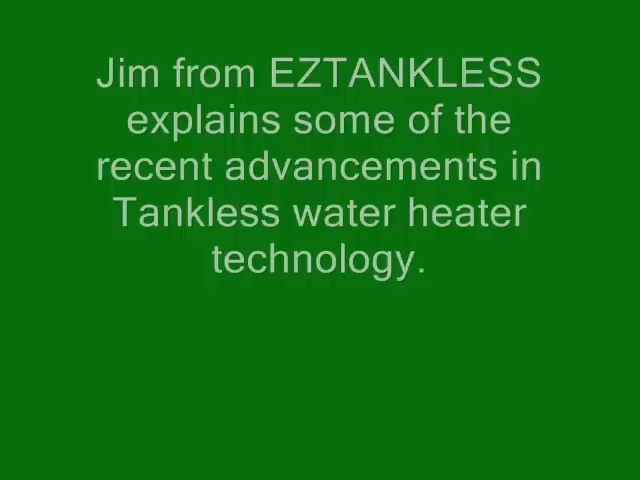 Jim from EZTANKLESS
explains some of the
recent advancements in
Tankless water heater
technology.